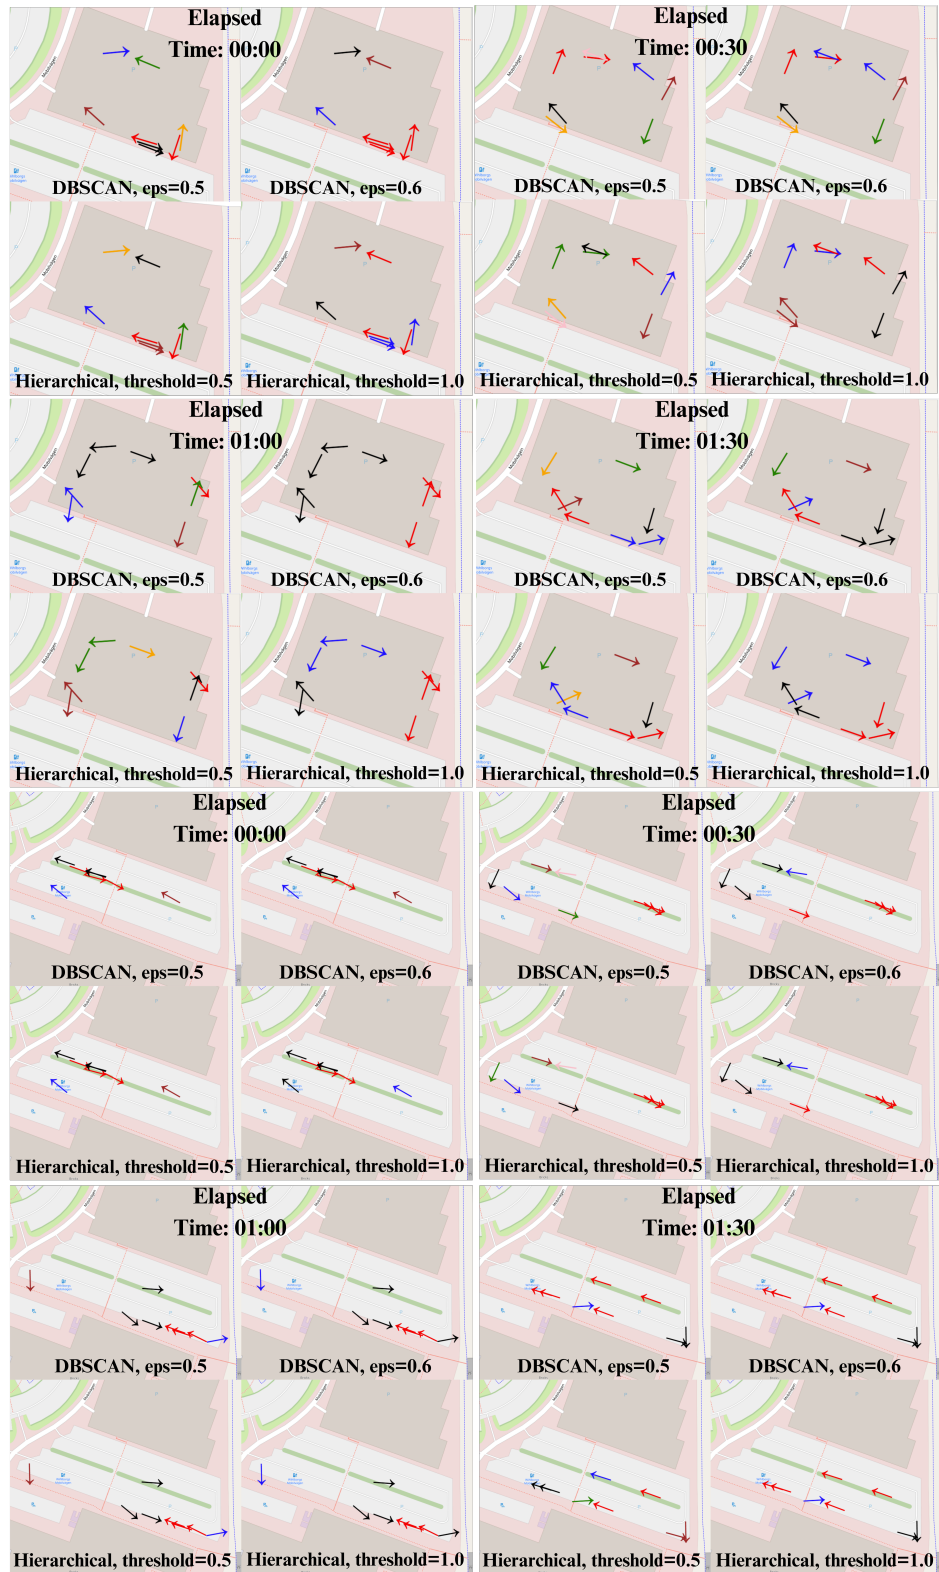 Elapsed
Time: 00:00
DBSCAN, eps=0.5
DBSCAN, eps=0.6
Hierarchical, threshold=0.5
Hierarchical, threshold=1.0
Elapsed
Time: 00:30
DBSCAN, eps=0.5
DBSCAN, eps=0.6
Hierarchical, threshold=0.5
Hierarchical, threshold=1.0
Elapsed
Time: 01:00
DBSCAN, eps=0.5
DBSCAN, eps=0.6
Hierarchical, threshold=0.5
Hierarchical, threshold=1.0
Elapsed
Time: 01:30
DBSCAN, eps=0.5
DBSCAN, eps=0.6
Hierarchical, threshold=0.5
Hierarchical, threshold=1.0
Elapsed
Time: 00:00
DBSCAN, eps=0.5
DBSCAN, eps=0.6
Hierarchical, threshold=0.5
Hierarchical, threshold=1.0
Elapsed
Time: 00:30
DBSCAN, eps=0.5
DBSCAN, eps=0.6
Hierarchical, threshold=0.5
Hierarchical, threshold=1.0
Elapsed
Time: 01:00
DBSCAN, eps=0.5
DBSCAN, eps=0.6
Hierarchical, threshold=0.5
Hierarchical, threshold=1.0
Elapsed
Time: 01:30
DBSCAN, eps=0.5
DBSCAN, eps=0.6
Hierarchical, threshold=0.5
Hierarchical, threshold=1.0